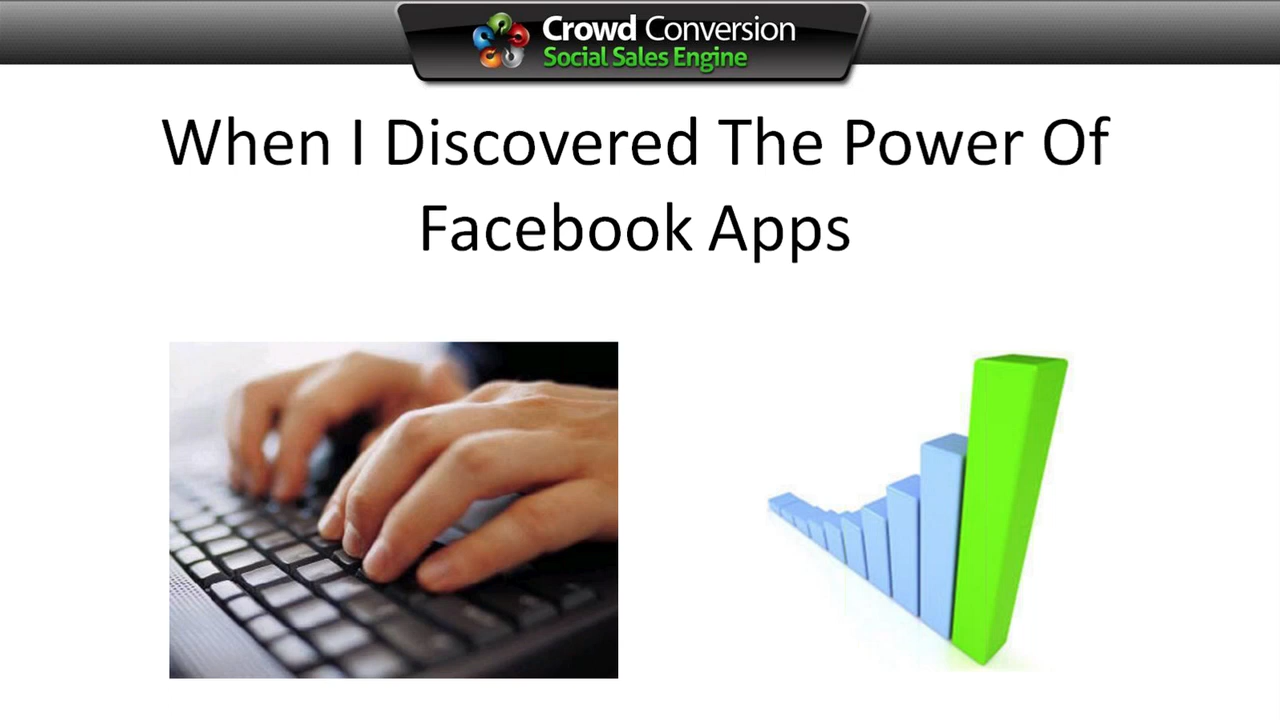 Crowd Conversion
Social Sales Engine
When I Discovered The Power Of
Facebook Apps